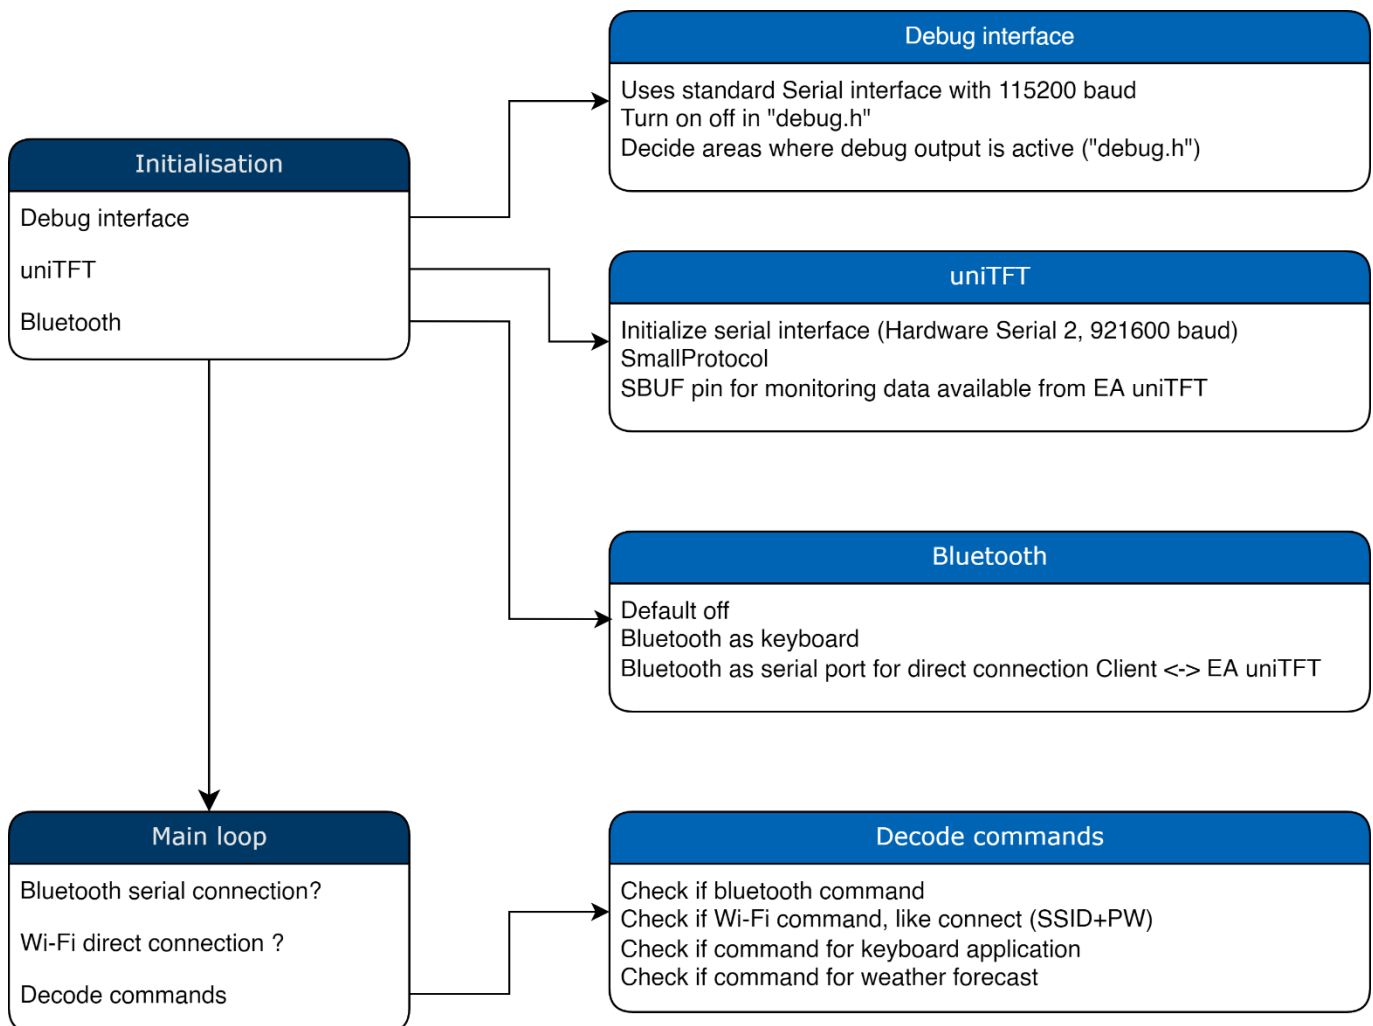 Debug interface
Uses standard Serial interface with 115200 baud
Turn on off in "debug.h"
Decide areas where debug output is active ("debug.h")
Initialisation
Debug interface
uniTFT
Bluetooth
uniTFT
Initialize serial interface (Hardware Serial 2, 921600 baud)
SmallProtocol
SBUF pin for monitoring data available from EA uniTFT
Bluetooth
Default off
Bluetooth as keyboard
Bluetooth as serial port for direct connection Client <-> EA uniTFT
Main loop
Bluetooth serial connection?
Wi-Fi direct connection ?
Decode commands
Decode commands
Check if bluetooth command
Check if Wi-Fi command, like connect (SSID+PW)
Check if command for keyboard application
Check if command for weather forecast